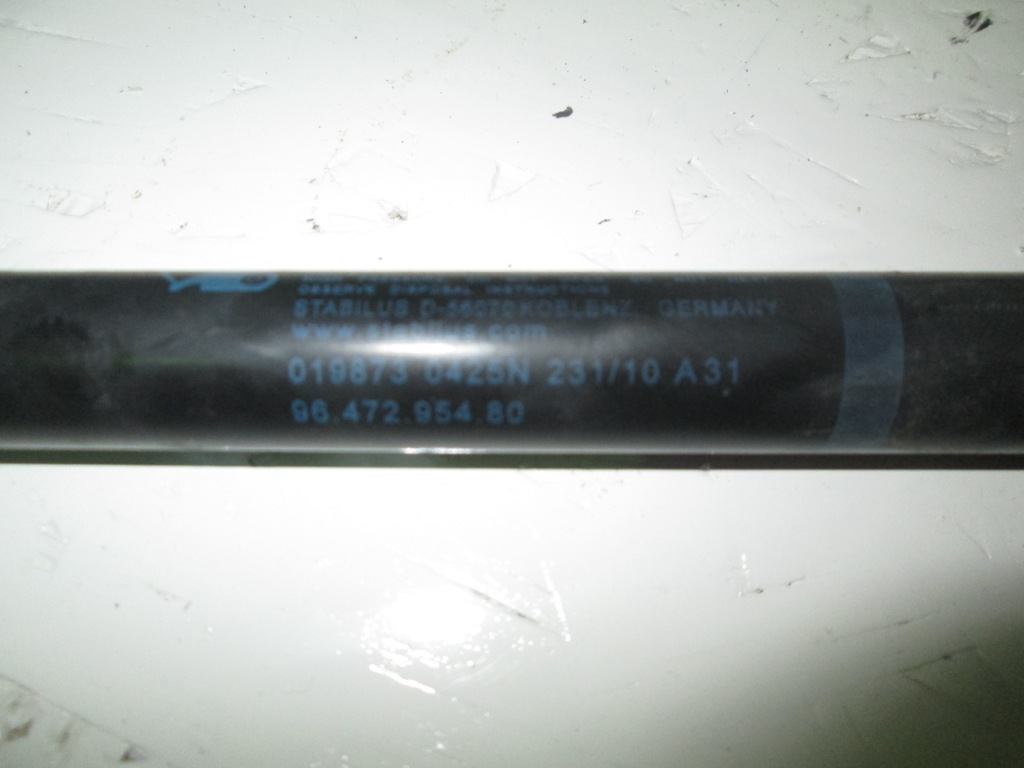 OBSERVE DISPOSAL INSTRUCTIONS
STABILUS D-56070 KOBLENZ GERMANY
www.stabilus.com
019873 0425N 231/10 A31
96.472.954.80